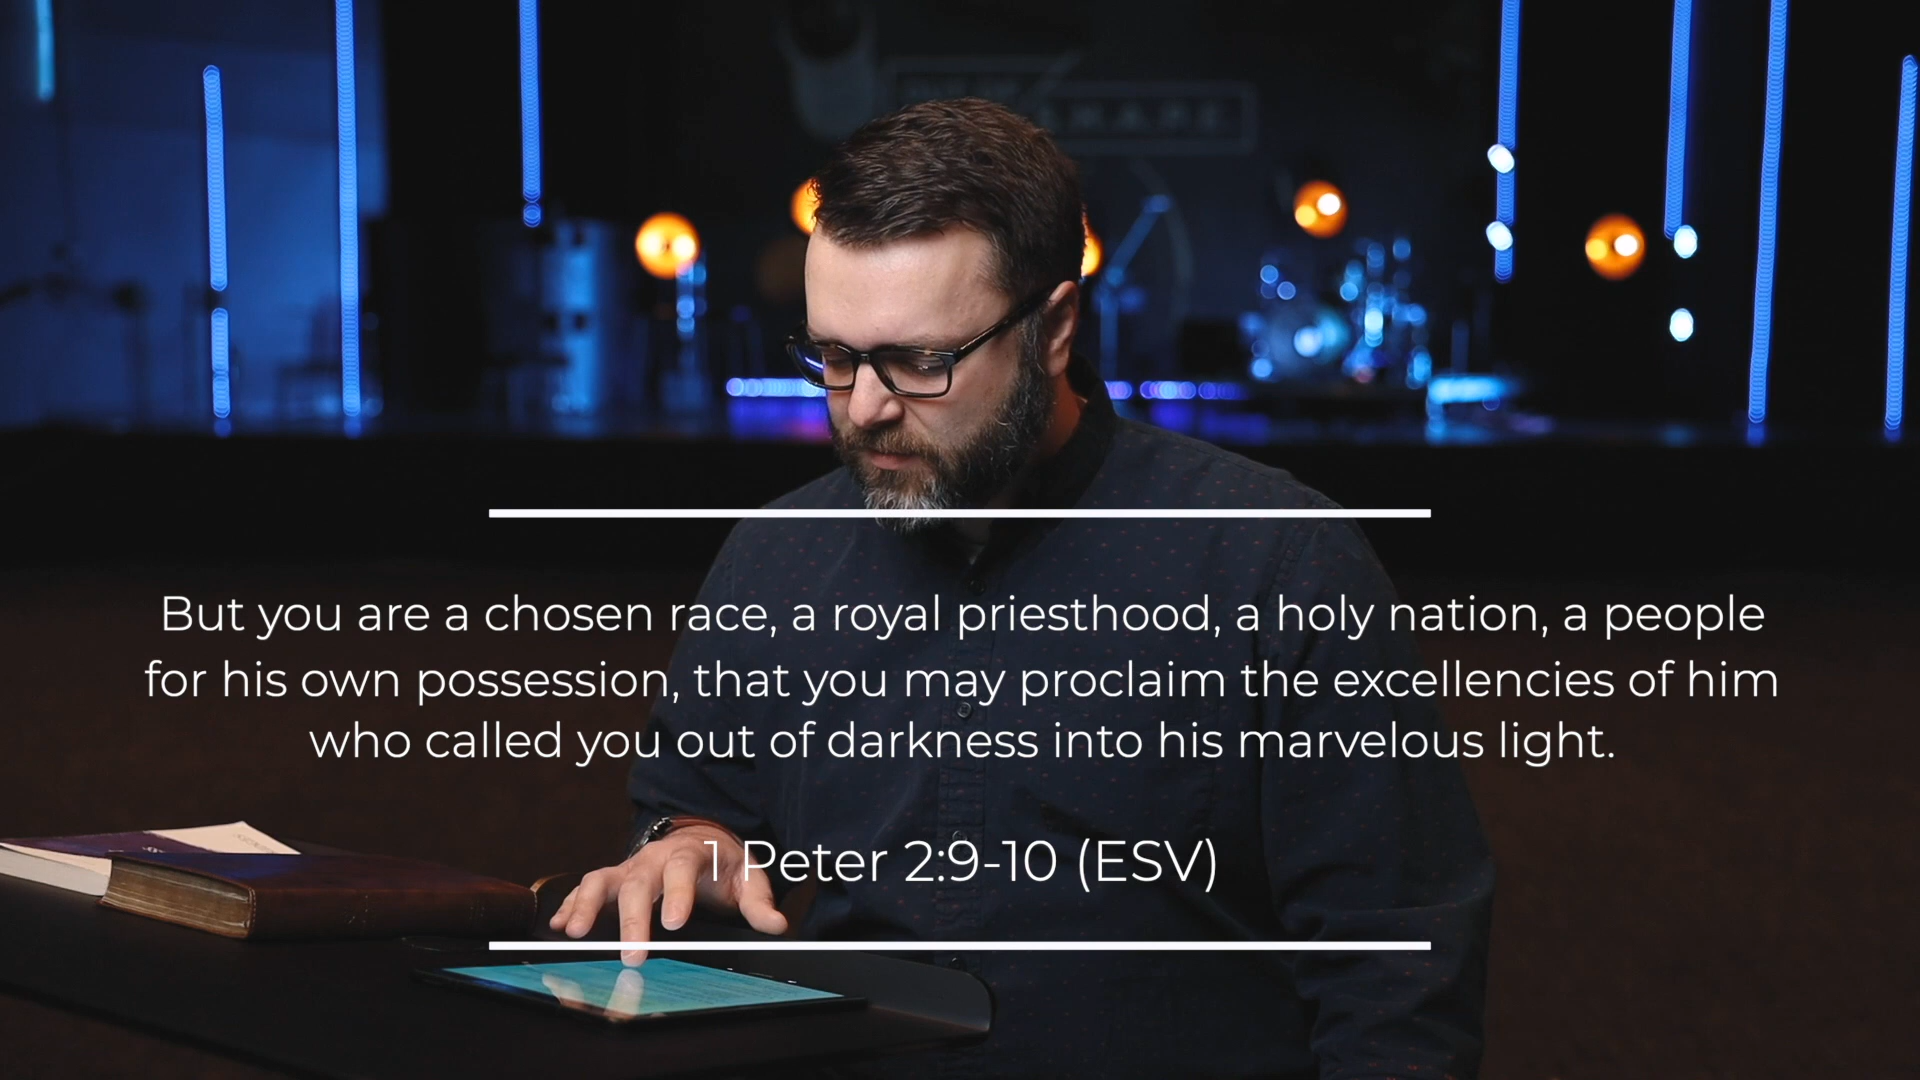 But you are a chosen race, a royal priesthood, a holy nation, a people
for his own possession, that you may proclaim the excellencies of him
who called you out of darkness into his marvelous light.
1 Peter 2:9-10 (ESV)